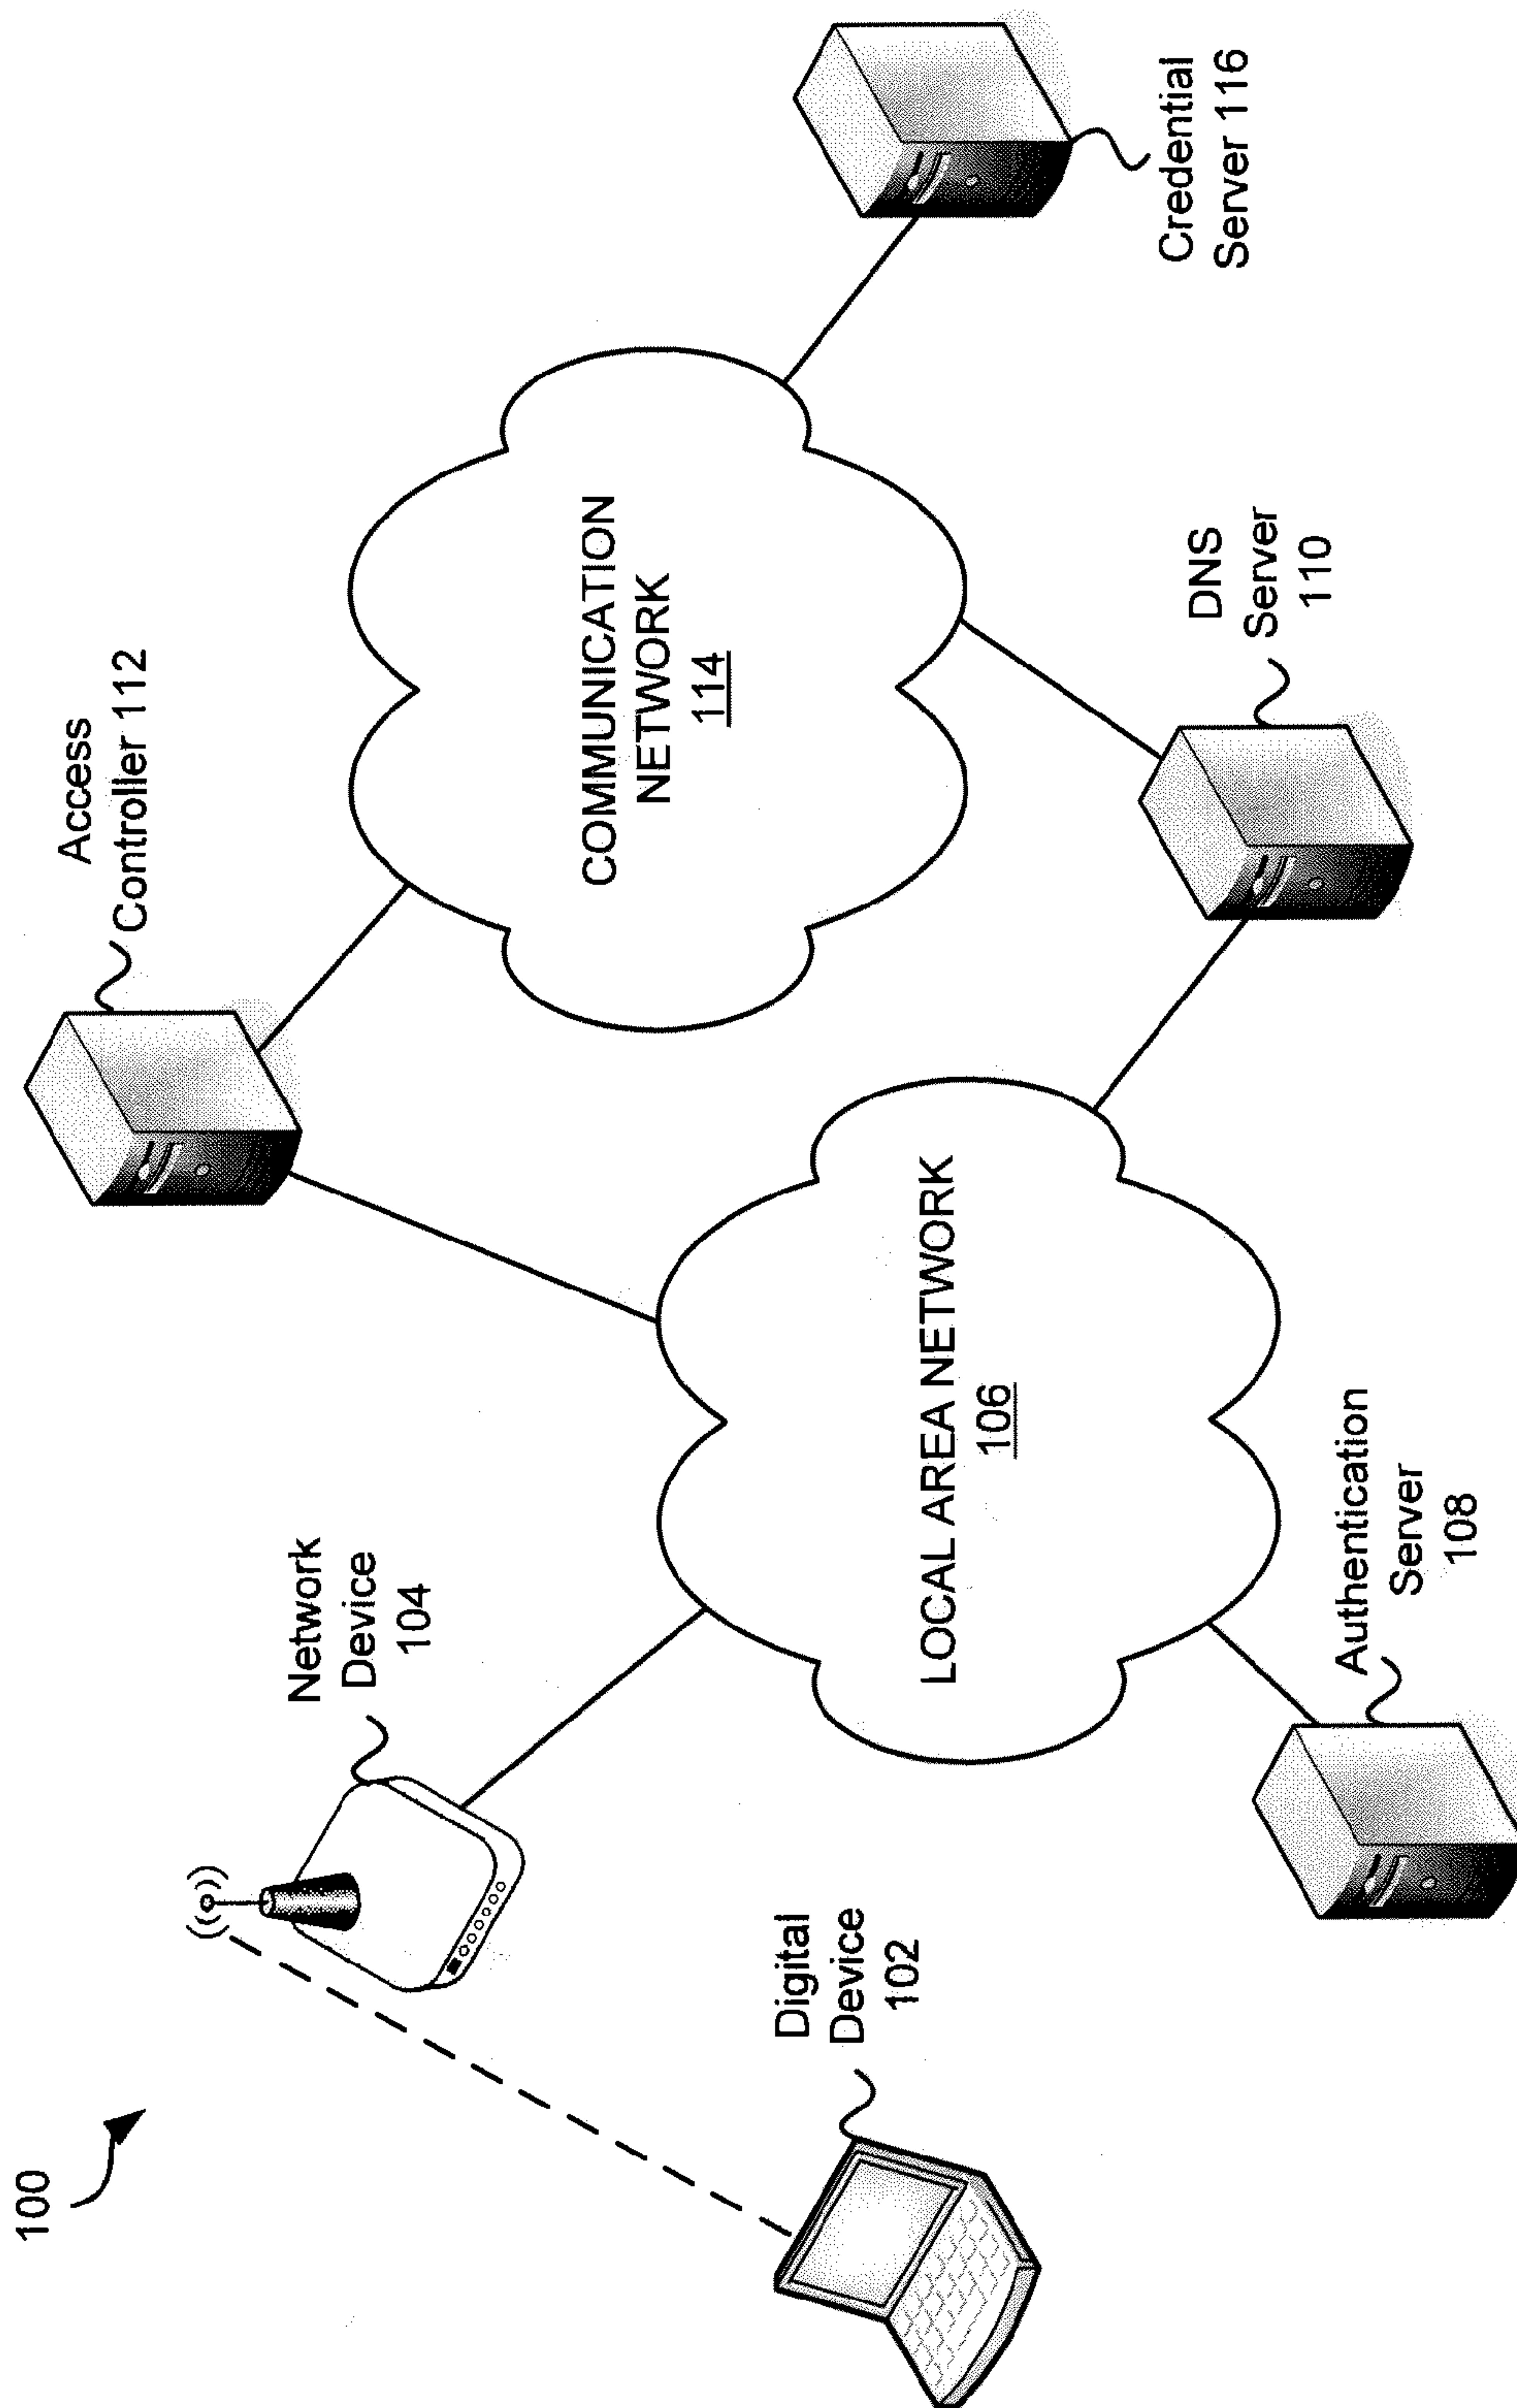 100
Digital
Device
102
Network
Device
104
Access
Controller 112
LOCAL AREA NETWORK
106
COMMUNICATION
NETWORK
114
Authentication
Server
108
DNS
Server
110
Credential
Server 116